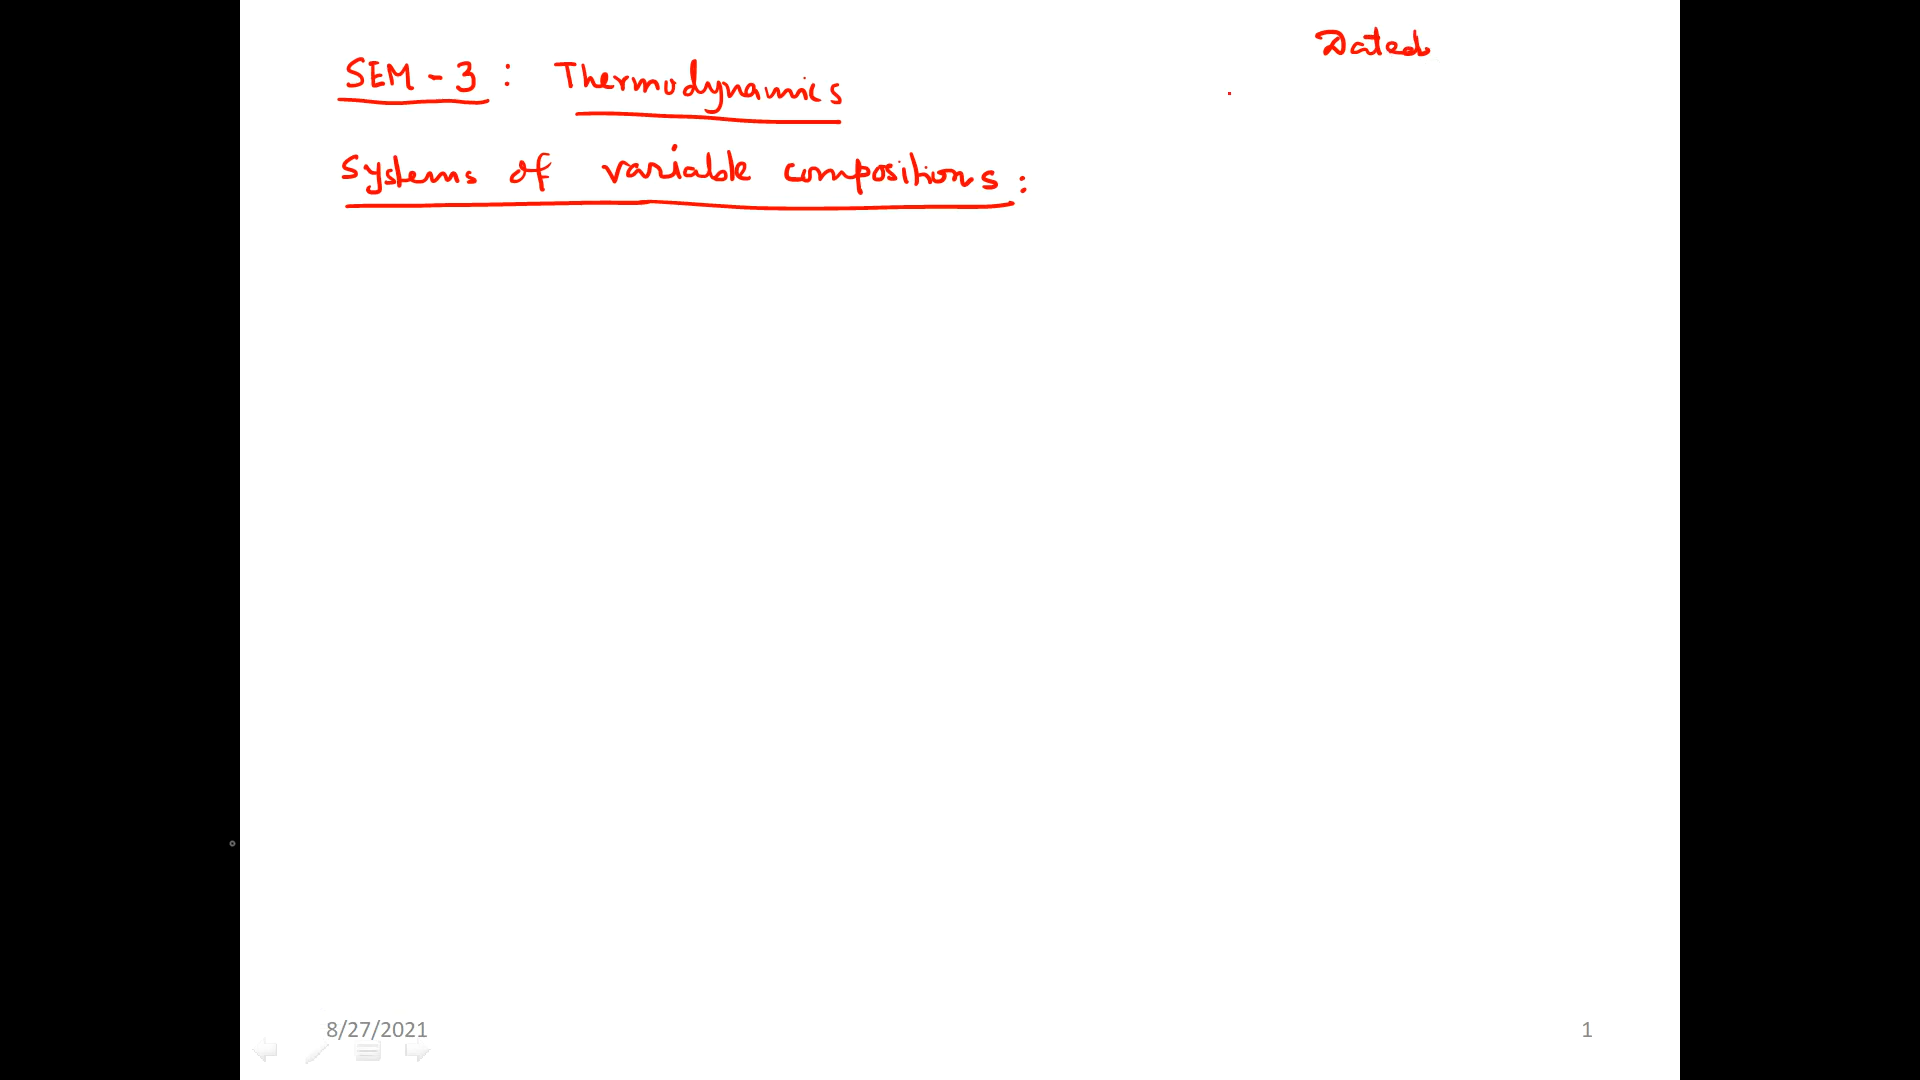 Dated
SEM - 3 : Thermodynamics
Systems of variable compositions :
8/27/2021
1